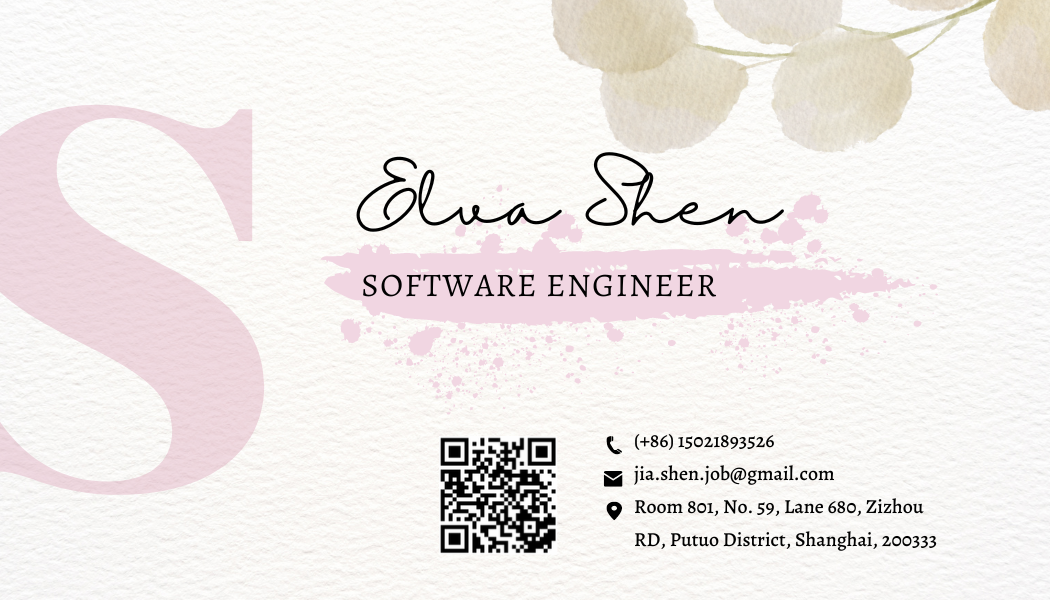 S
Elva Shen
SOFTWARE ENGINEER
(+86) 15021893526
jia.shen.job@gmail.com
Room 801, No. 59, Lane 680, Zizhou
RD, Putuo District, Shanghai, 200333